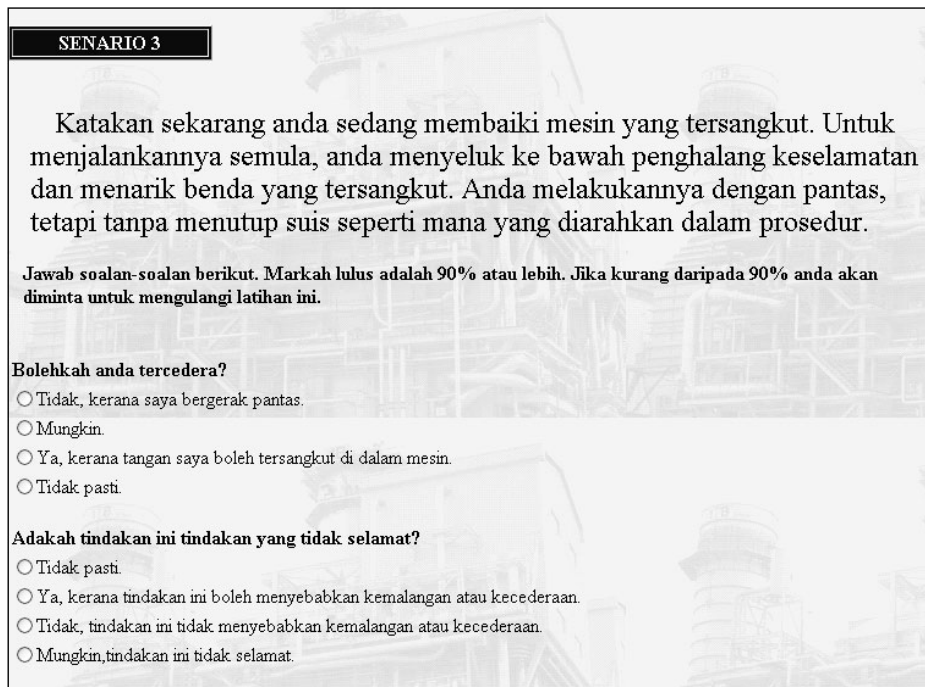 SENARIO 3
Katakan sekarang anda sedang membaiki mesin yang tersangkut. Untuk
menjalankannya semula, anda menyeluk ke bawah penghalang keselamatan
dan menarik benda yang tersangkut. Anda melakukannya dengan pantas,
tetapi tanpa menutup suis seperti mana yang diarahkan dalam prosedur.
Jawab soalan-soalan berikut. Markah lulus adalah 90% atau lebih. Jika kurang daripada 90% anda akan
diminta untuk mengulangi latihan ini.
Bolehkah anda tercedera?
Tidak, kerana saya bergerak pantas.
Mungkin.
Ya, kerana tangan saya boleh tersangkut di dalam mesin.
Tidak pasti.
Adakah tindakan ini tindakan yang tidak selamat?
Tidak pasti.
Ya, kerana tindakan ini boleh menyebabkan kemalangan atau kecederaan.
Tidak, tindakan ini tidak menyebabkan kemalangan atau kecederaan.
Mungkin,tindakan ini tidak selamat.